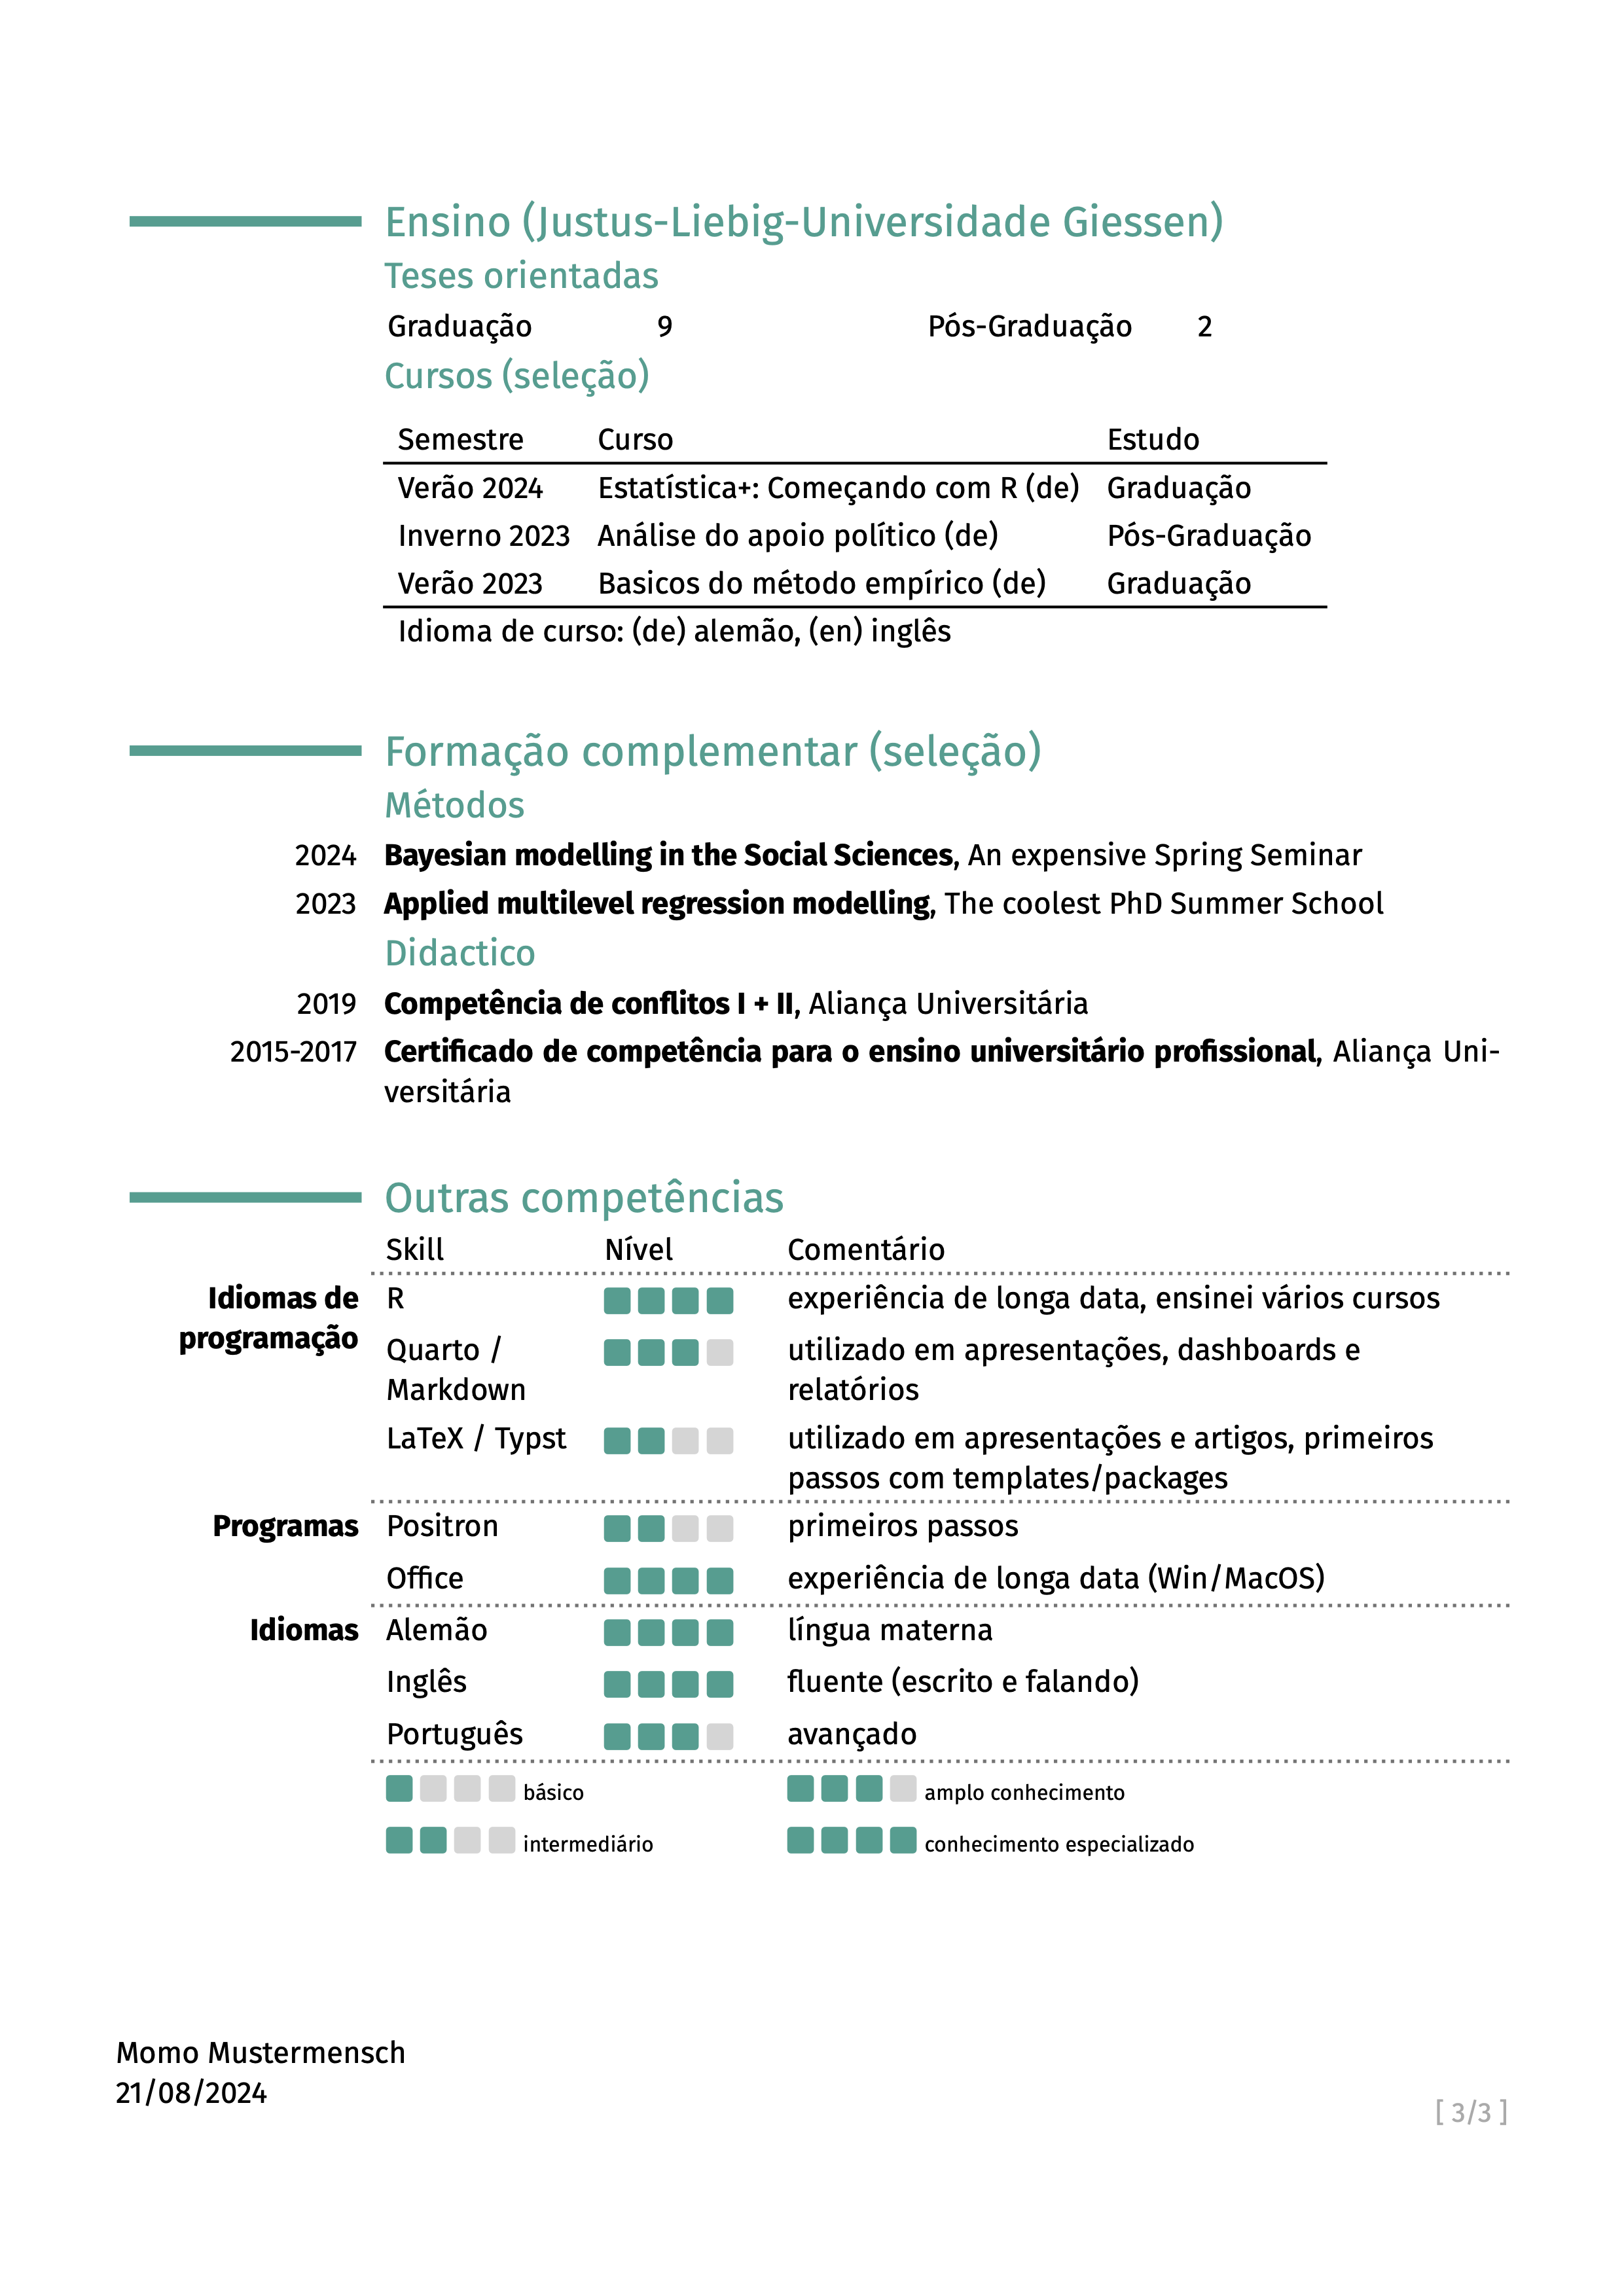 Ensino (Justus-Liebig-Universidade Giessen)
Teses orientadas
Graduação 9 Pós-Graduação 2
Cursos (seleção)
Semestre Curso Estudo
Verão 2024 Estatística+: Começando com R (de) Graduação
Inverno 2023 Análise do apoio político (de) Pós-Graduação
Verão 2023 Basicos do método empírico (de) Graduação
Idioma de curso: (de) alemão, (en) inglês
Formação complementar (seleção)
Métodos
2024 Bayesian modelling in the Social Sciences, An expensive Spring Seminar
2023 Applied multilevel regression modelling, The coolest PhD Summer School
Didactico
2019 Competência de conflitos I + II, Aliança Universitária
2015-2017 Certificado de competência para o ensino universitário profissional, Aliança Uni-
versitária
Outras competências
Skill Nível Comentário
Idiomas de R experiência de longa data, ensinei vários cursos
programação
Quarto / utilizado em apresentações, dashboards e
Markdown relatórios
LaTeX / Typst utilizado em apresentações e artigos, primeiros
passos com templates/packages
Programas Positron primeiros passos
Office experiência de longa data (Win/MacOS)
Idiomas Alemão língua materna
Inglês fluente (escrito e falando)
Português avançado
básico amplo conhecimento
intermediário conhecimento especializado
Momo Mustermensch
21/08/2024
[ 3/3 ]